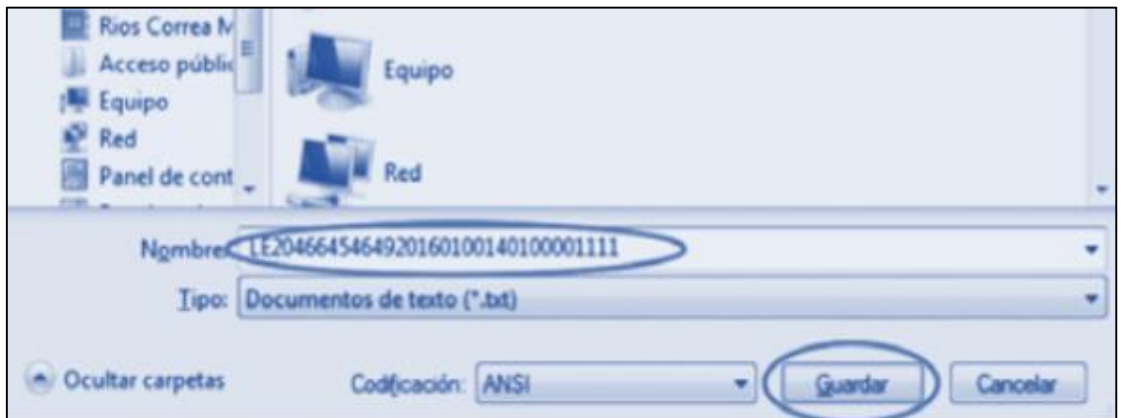 Rios Correa M
Acceso públic
Equipo
Red
Panel de cont
Equipo
Red
Nombre: LE2046645464920160100140100001111
Tipo: Documentos de texto (*.txt)
Ocultar carpetas
Codificación: ANSI
Guardar
Cancelar